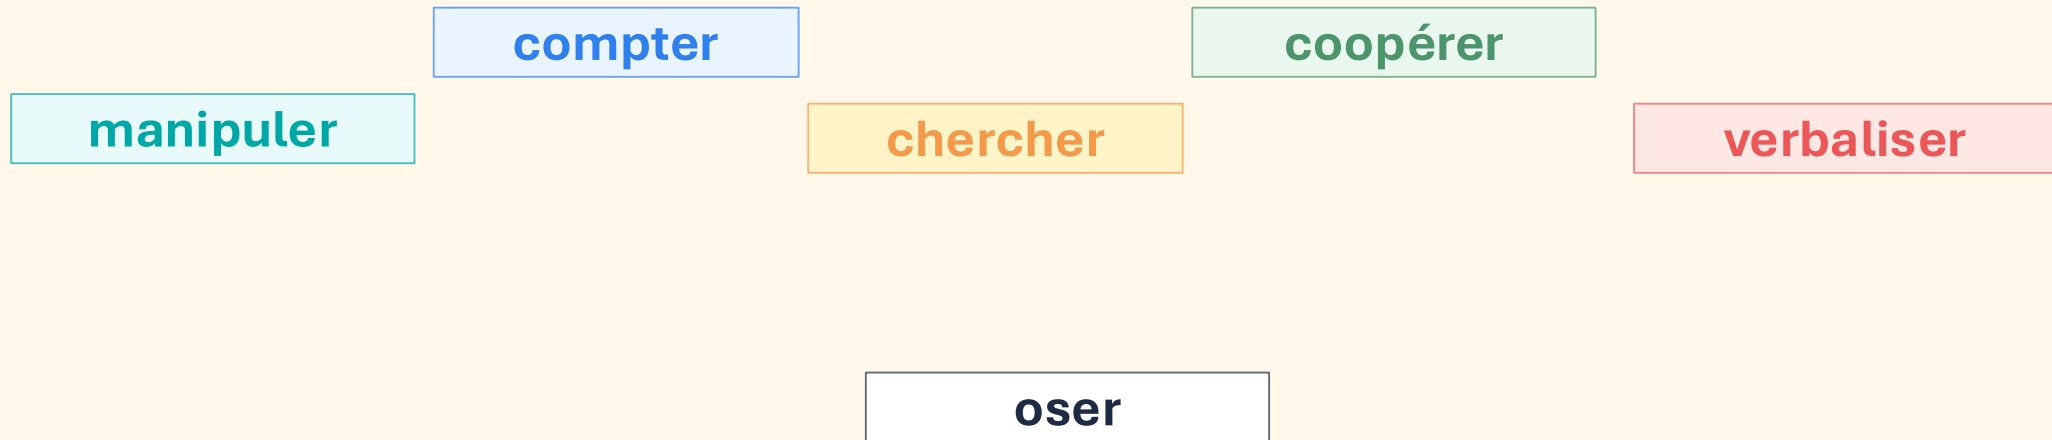 compter
coopérer
manipuler
chercher
verbaliser
oser